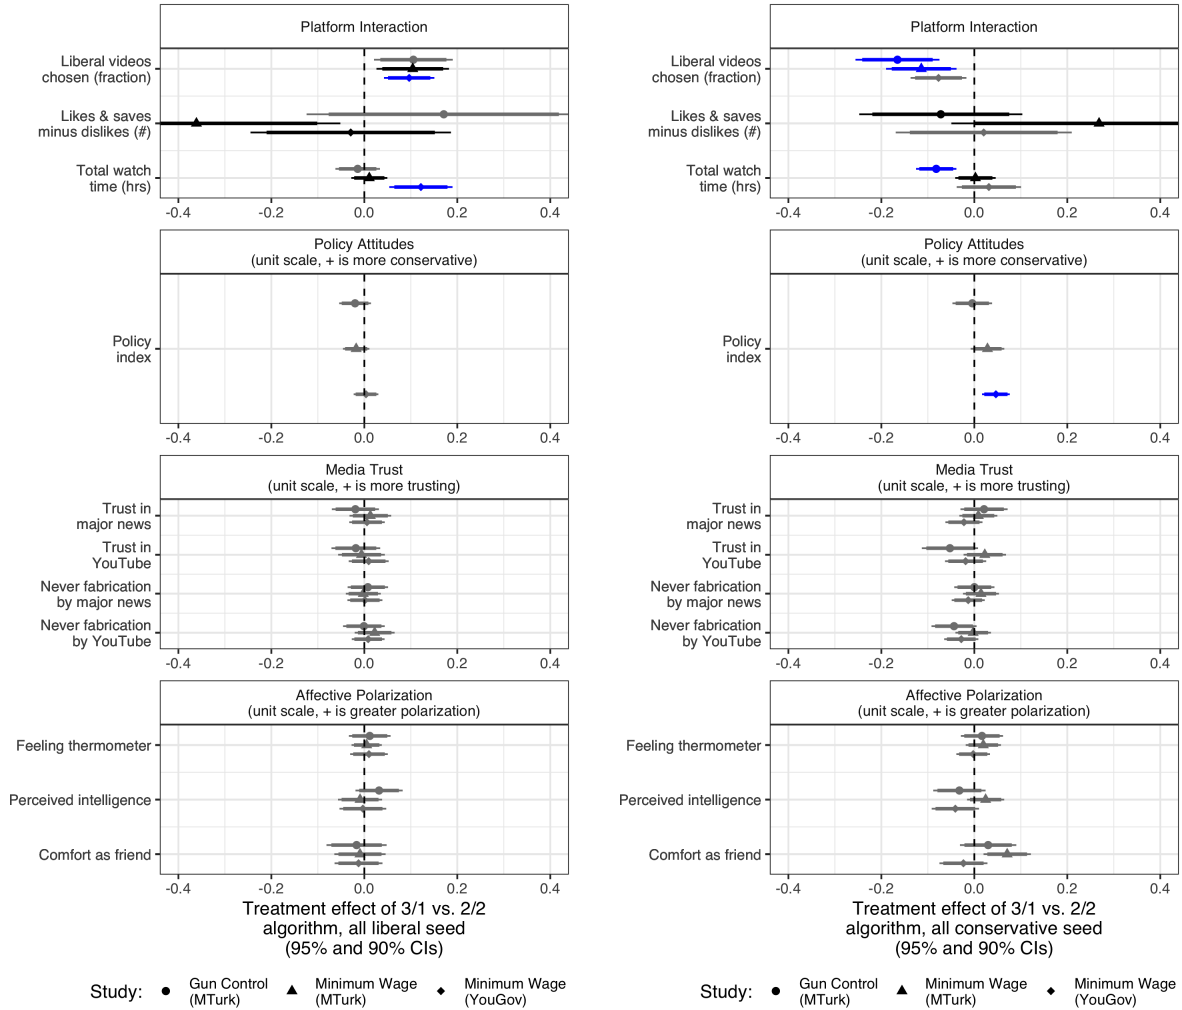 Platform Interaction
Liberal videos
chosen (fraction)
Likes & saves
minus dislikes (#)
Total watch
time (hrs)
-0.4 -0.2 0.0 0.2 0.4
Policy Attitudes
(unit scale, + is more conservative)
Policy
index
-0.4 -0.2 0.0 0.2 0.4
Media Trust
(unit scale, + is more trusting)
Trust in
major news
Trust in
YouTube
Never fabrication
by major news
Never fabrication
by YouTube
-0.4 -0.2 0.0 0.2 0.4
Affective Polarization
(unit scale, + is greater polarization)
Feeling thermometer
Perceived intelligence
Comfort as friend
-0.4 -0.2 0.0 0.2 0.4
Treatment effect of 3/1 vs. 2/2
algorithm, all liberal seed
(95% and 90% CIs)
Study:
Gun Control
(MTurk)
Minimum Wage
(MTurk)
Minimum Wage
(YouGov)
Platform Interaction
Liberal videos
chosen (fraction)
Likes & saves
minus dislikes (#)
Total watch
time (hrs)
-0.4 -0.2 0.0 0.2 0.4
Policy Attitudes
(unit scale, + is more conservative)
Policy
index
-0.4 -0.2 0.0 0.2 0.4
Media Trust
(unit scale, + is more trusting)
Trust in
major news
Trust in
YouTube
Never fabrication
by major news
Never fabrication
by YouTube
-0.4 -0.2 0.0 0.2 0.4
Affective Polarization
(unit scale, + is greater polarization)
Feeling thermometer
Perceived intelligence
Comfort as friend
-0.4 -0.2 0.0 0.2 0.4
Treatment effect of 3/1 vs. 2/2
algorithm, all conservative seed
(95% and 90% CIs)
Study:
Gun Control
(MTurk)
Minimum Wage
(MTurk)
Minimum Wage
(YouGov)